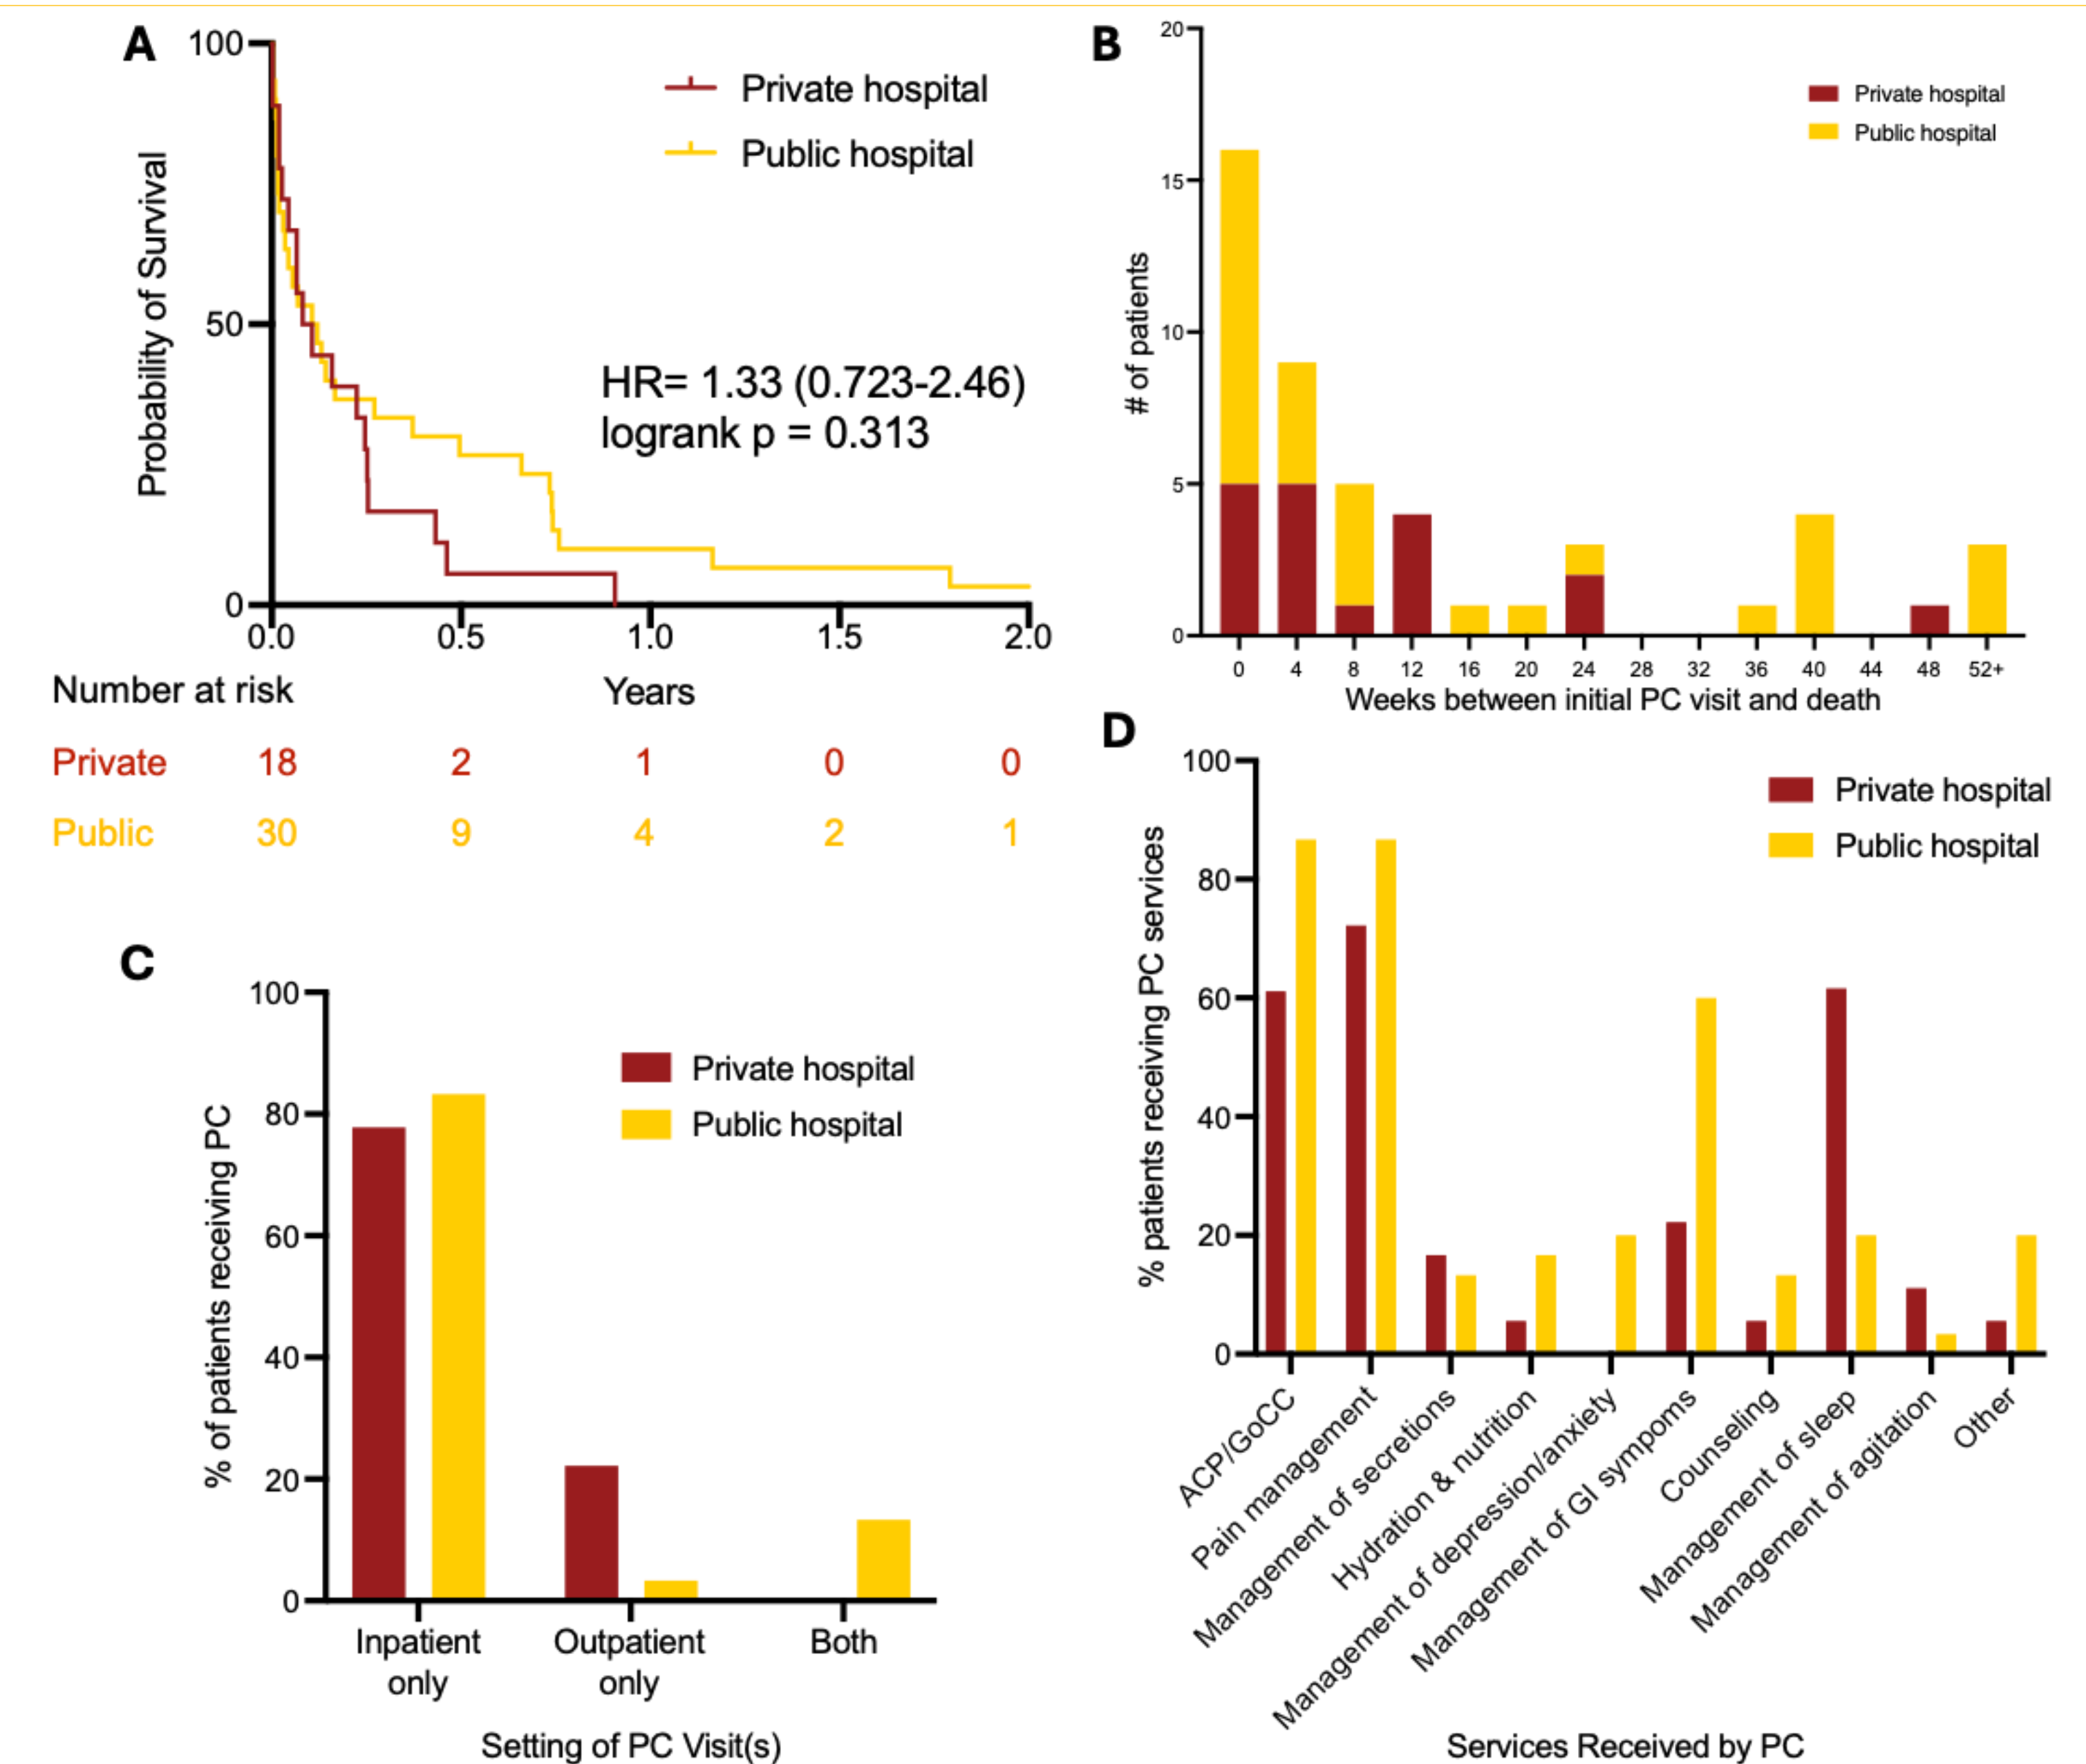 A
Probability of Survival
100
50
0
Private hospital
Public hospital
HR= 1.33 (0.723-2.46)
logrank p = 0.313
0.0 0.5 1.0 1.5 2.0
Number at risk Years
Private 18 2 1 0 0
Public 30 9 4 2 1
B
# of patients
20
15
10
5
0
Private hospital
Public hospital
0 4 8 12 16 20 24 28 32 36 40 44 48 52+
Weeks between initial PC visit and death
C
% of patients receiving PC
100
80
60
40
20
0
Private hospital
Public hospital
Inpatient only
Outpatient only
Both
Setting of PC Visit(s)
D
% patients receiving PC services
100
80
60
40
20
0
Private hospital
Public hospital
ACP/GoCC
Pain management
Management of secretions
Hydration & nutrition
Management of depression/anxiety
Management of GI sympoms
Counseling
Management of sleep
Management of agitation
Other
Services Received by PC